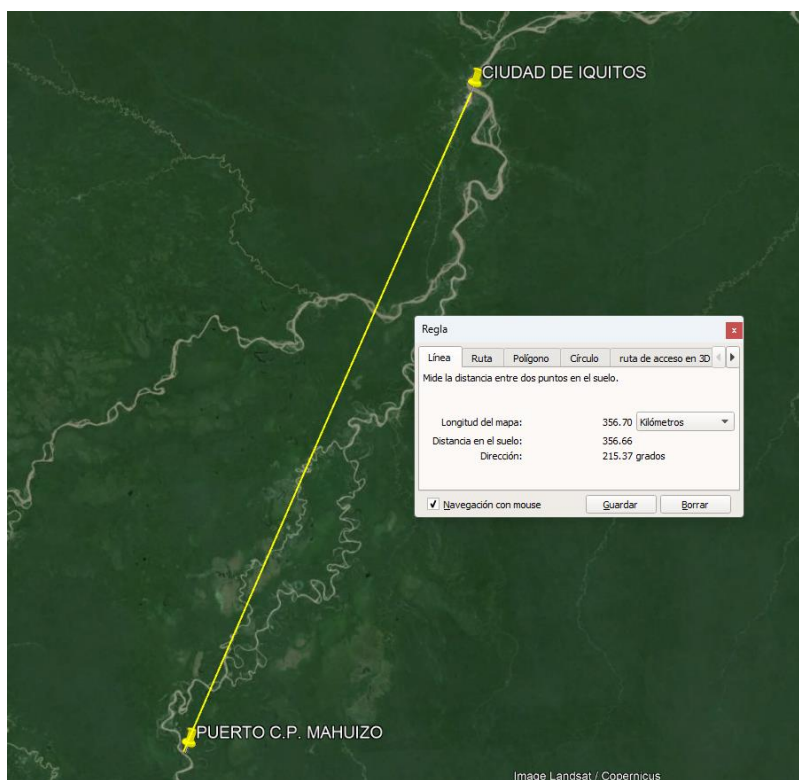 CIUDAD DE IQUITOS
Regla
x
Línea Ruta Polígono Círculo ruta de acceso en 3D
Mide la distancia entre dos puntos en el suelo.
Longitud del mapa: 356.70 Kilómetros
Distancia en el suelo: 356.66
Dirección: 215.37 grados
Navegación con mouse Guardar Borrar
PUERTO C.P. MAHUIZO
Image Landsat / Copernicus